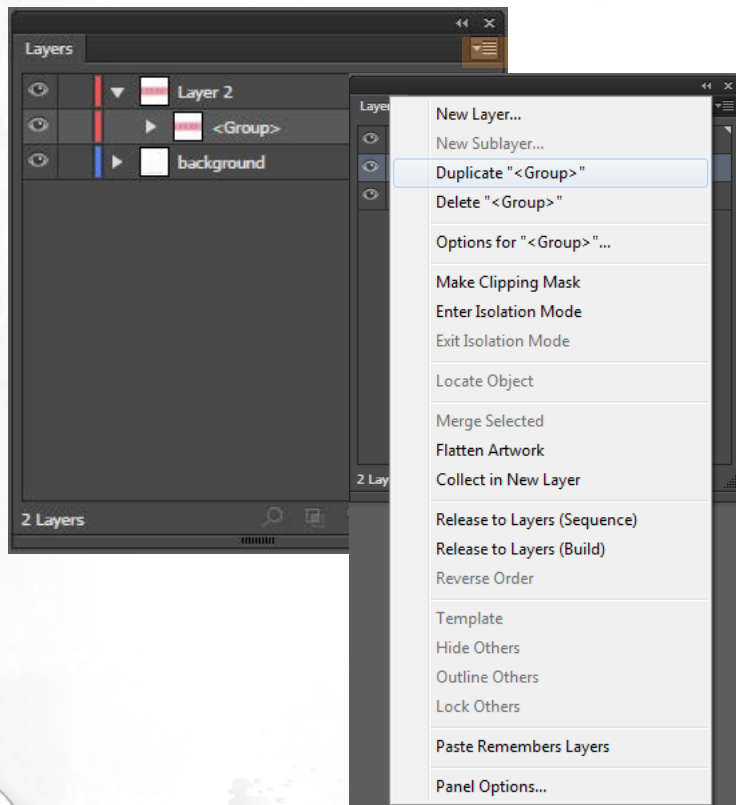 Layers
Layer 2
<Group>
background
2 Layers
Laye
New Layer...
New Sublayer...
Duplicate "<Group>"
Delete "<Group>"
Options for "<Group>"...
Make Clipping Mask
Enter Isolation Mode
Exit Isolation Mode
Locate Object
Merge Selected
Flatten Artwork
Collect in New Layer
2 Lay
Release to Layers (Sequence)
Release to Layers (Build)
Reverse Order
Template
Hide Others
Outline Others
Lock Others
Paste Remembers Layers
Panel Options...